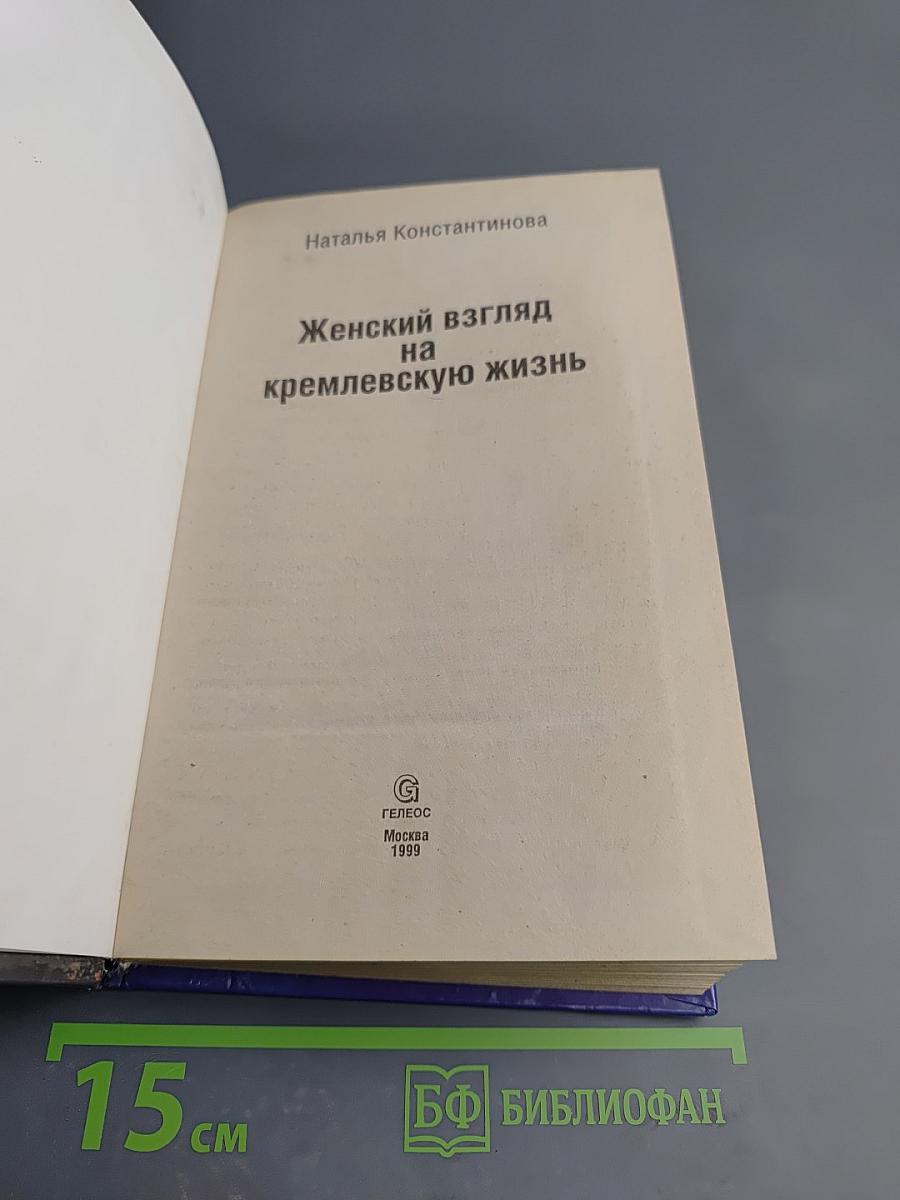 Наталья Константинова
Женский взгляд
на
кремлевскую жизнь
G
ГЕЛЕОС
Москва
1999
15 см
БФ БИБЛИОФАН